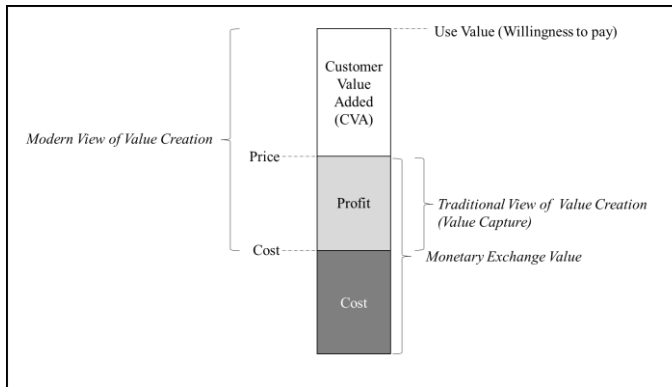 Use Value (Willingness to pay)
Customer
Value
Added
(CVA)
Modern View of Value Creation
Price
Profit
Traditional View of Value Creation
(Value Capture)
Cost
Monetary Exchange Value
Cost